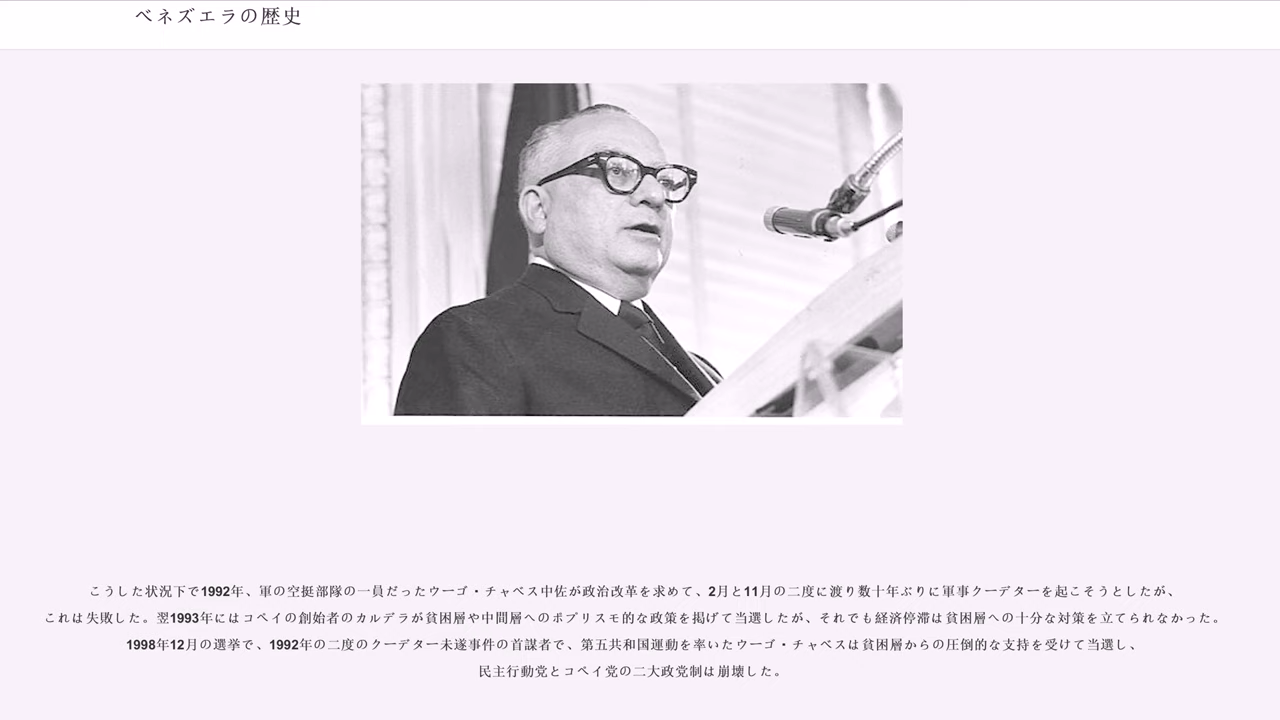 ベネズエラの歴史
こうした状況下で1992年、軍の空挺部隊の一員だったウーゴ・チャベス中佐が政治改革を求めて、2月と11月の二度に渡り数十年ぶりに軍事クーデターを起こそうとしたが、
これは失敗した。翌1993年にはコペイの創始者のカルデラが貧困層や中間層へのポプリスモ的な政策を掲げて当選したが、それでも経済停滞は貧困層への十分な対策を立てられなかった。
1998年12月の選挙で、1992年の二度のクーデター未遂事件の首謀者で、第五共和国運動を率いたウーゴ・チャベスは貧困層からの圧倒的な支持を受けて当選し、
民主行動党とコペイ党の二大政党制は崩壊した。